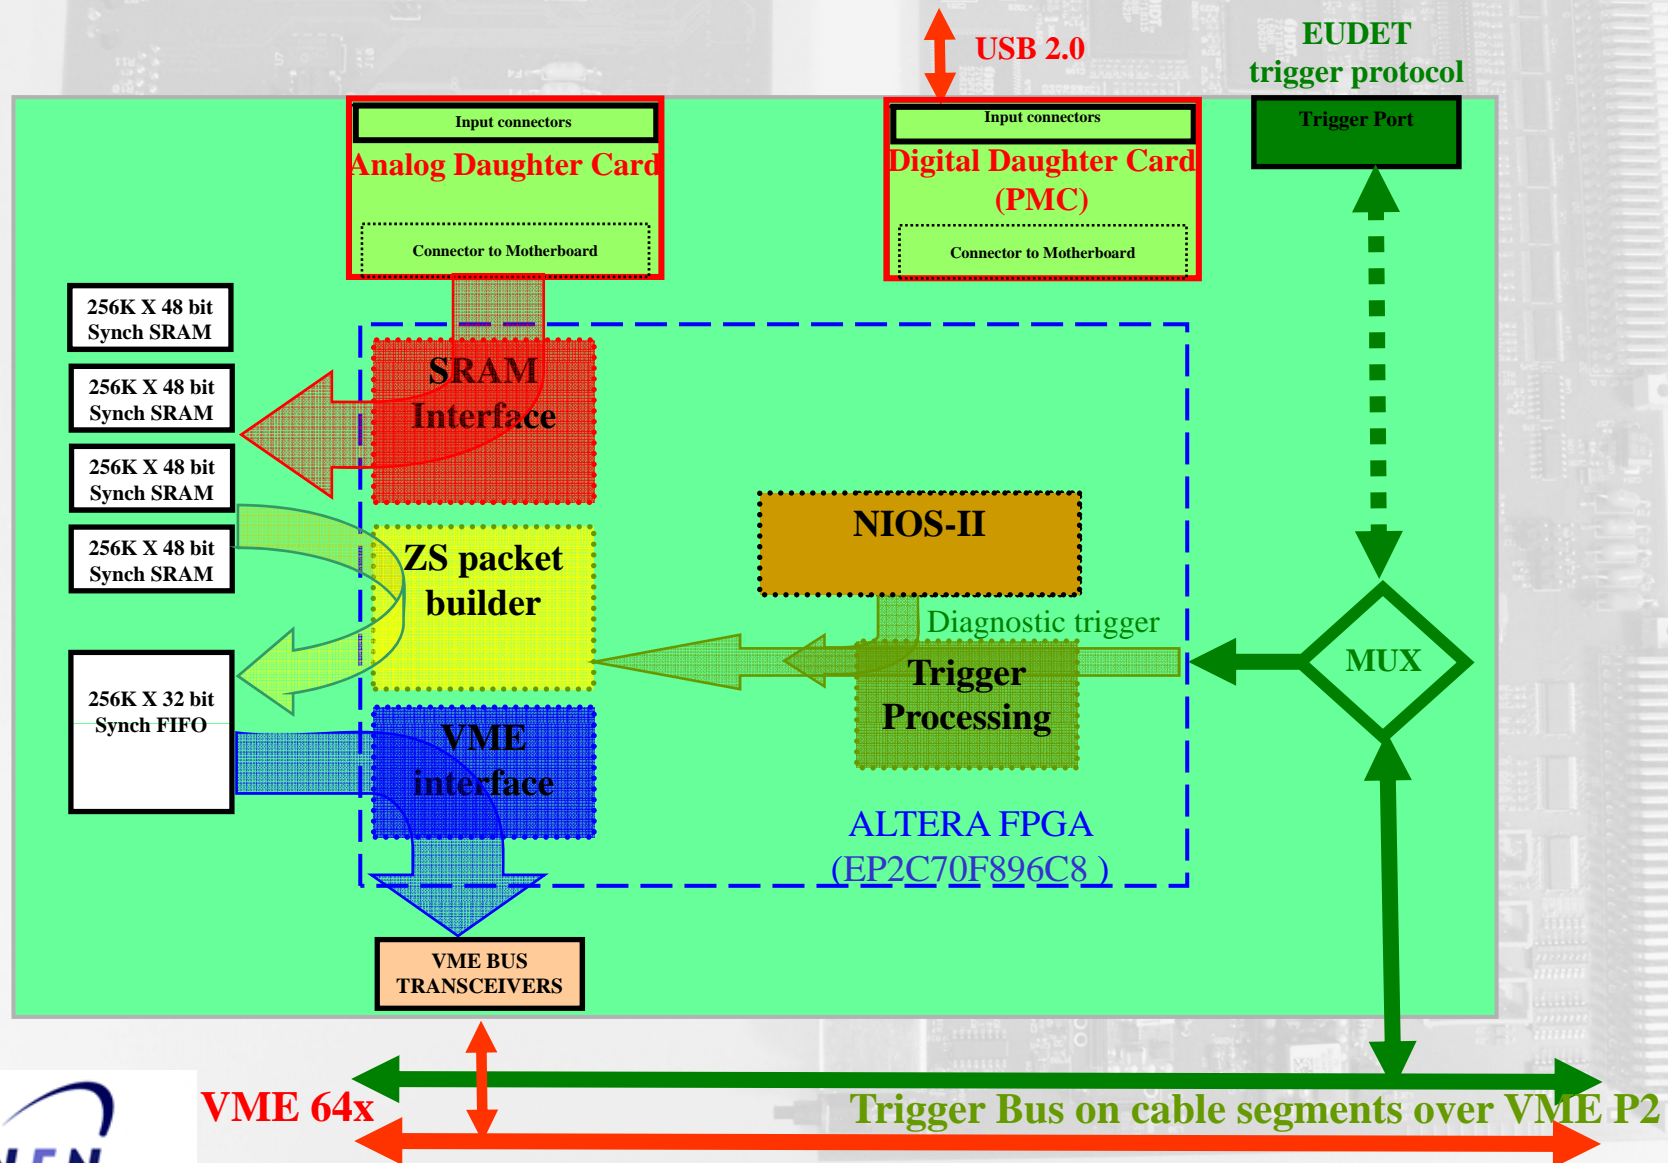 USB 2.0
EUDET
trigger protocol
Input connectors
Analog Daughter Card
Connector to Motherboard
Input connectors
Digital Daughter Card
(PMC)
Connector to Motherboard
Trigger Port
256K X 48 bit
Synch SRAM
256K X 48 bit
Synch SRAM
256K X 48 bit
Synch SRAM
256K X 48 bit
Synch SRAM
256K X 32 bit
Synch FIFO
SRAM
Interface
ZS packet
builder
VME
interface
NIOS-II
Diagnostic trigger
Trigger
Processing
MUX
ALTERA FPGA
(EP2C70F896C8 )
VME BUS
TRANSCEIVERS
VME 64x
Trigger Bus on cable segments over VME P2